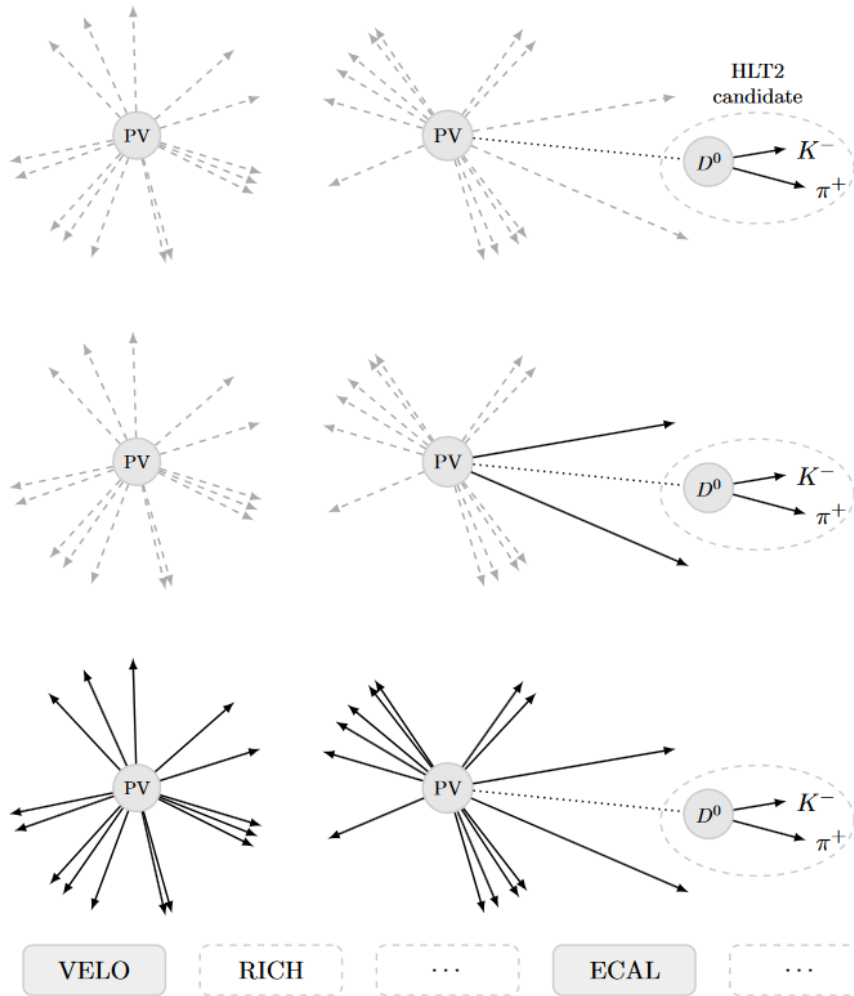 HLT2
candidate
PV
PV
D⁰
K⁻
π⁺
PV
PV
D⁰
K⁻
π⁺
PV
PV
D⁰
K⁻
π⁺
VELO
RICH
···
ECAL
···